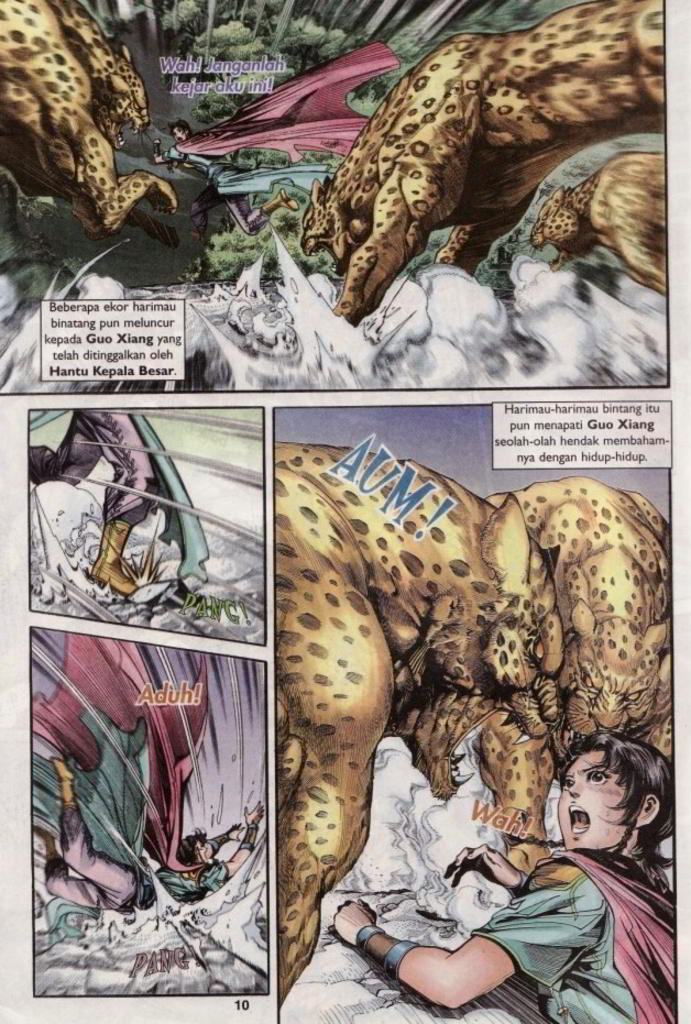 Wah! Janganlah
kejar aku ini!
Beberapa ekor harimau
binatang pun meluncur
kepada Guo Xiang yang
telah ditinggalkan oleh
Hantu Kepala Besar.
PANG!
Aduh!
PANG!
Harimau-harimau bintang itu
pun menapati Guo Xiang
seolah-olah hendak membaham-
nya dengan hidup-hidup.
AUM!
Wah!
10